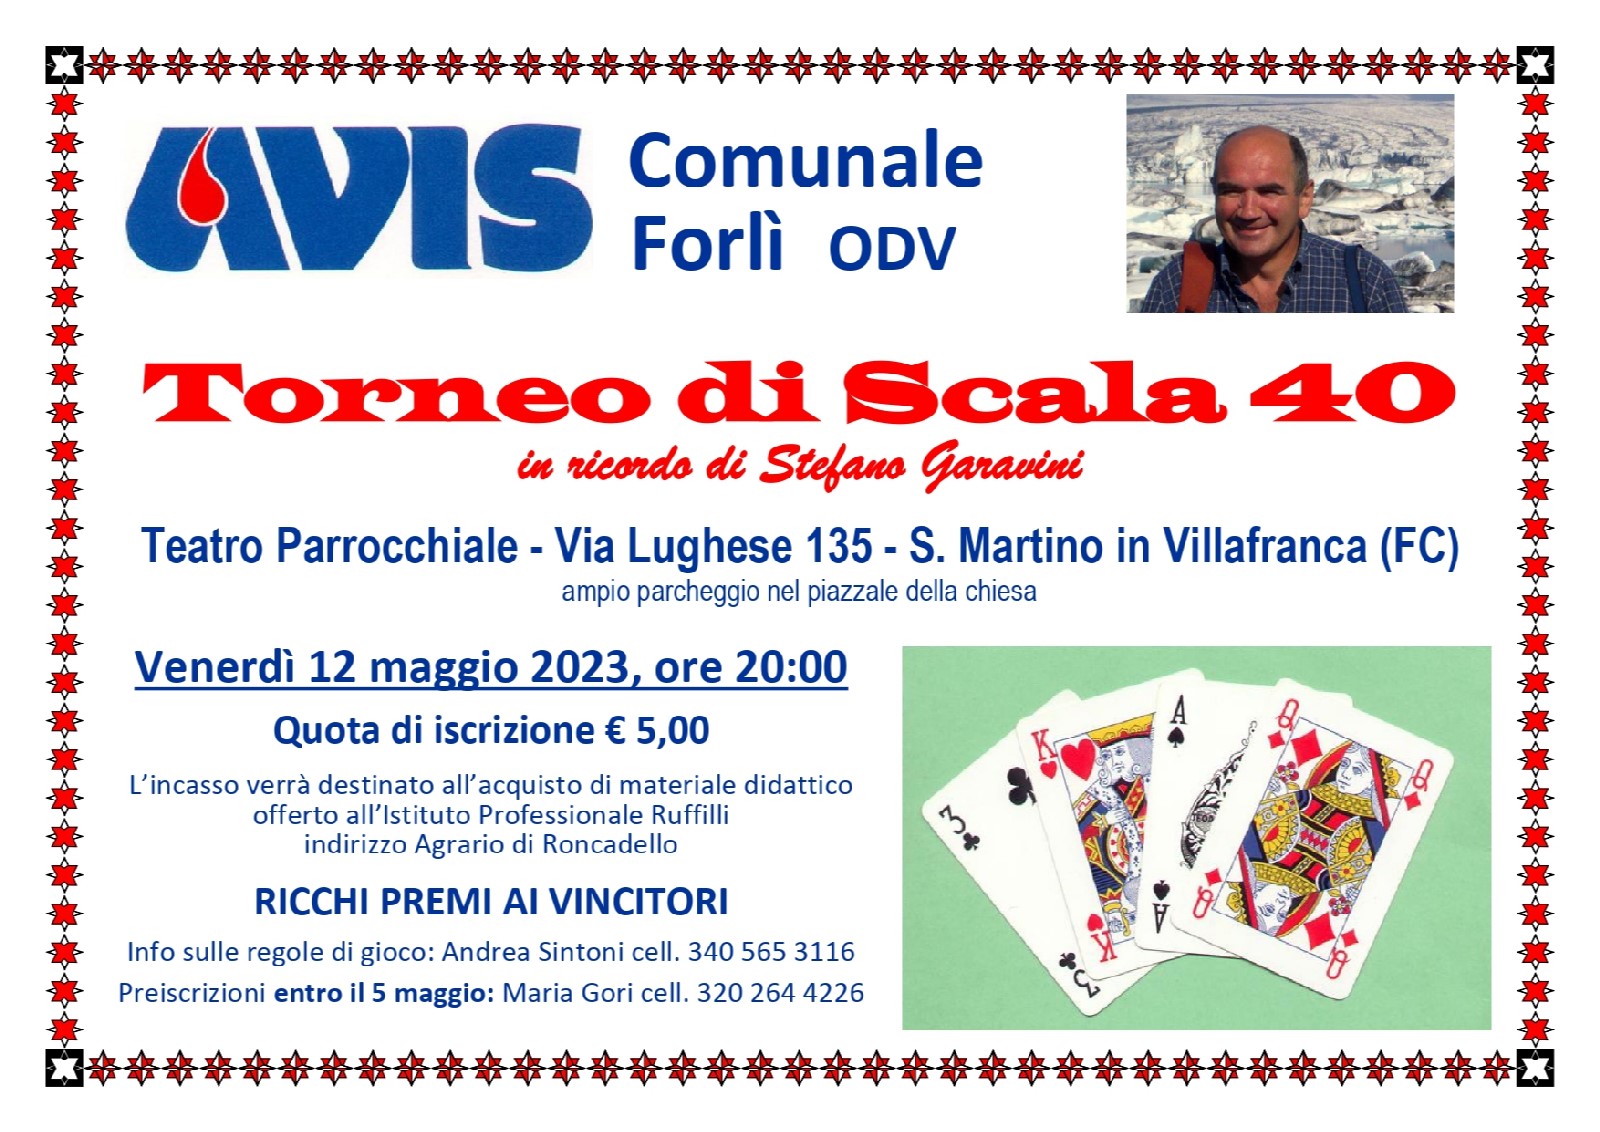 AVIS Comunale
Forlì ODV
Torneo di Scala 40
in ricordo di Stefano Garavini
Teatro Parrocchiale - Via Lughese 135 - S. Martino in Villafranca (FC)
ampio parcheggio nel piazzale della chiesa
Venerdì 12 maggio 2023, ore 20:00
Quota di iscrizione € 5,00
L’incasso verrà destinato all’acquisto di materiale didattico
offerto all’Istituto Professionale Ruffilli
indirizzo Agrario di Roncadello
RICCHI PREMI AI VINCITORI
Info sulle regole di gioco: Andrea Sintoni cell. 340 565 3116
Preiscrizioni entro il 5 maggio: Maria Gori cell. 320 264 4226
3
K
A
Q
Q
3
K
A
Q
Q